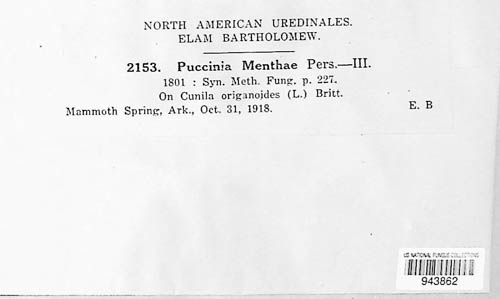 NORTH AMERICAN UREDINALES.
ELAM BARTHOLOMEW.
2153. Puccinia Menthae Pers.—III.
1801 : Syn. Meth. Fung. p. 227.
On Cunila origanoides (L.) Britt.
Mammoth Spring, Ark., Oct. 31, 1918. E. B
US NATIONAL FUNGUS COLLECTIONS
943862